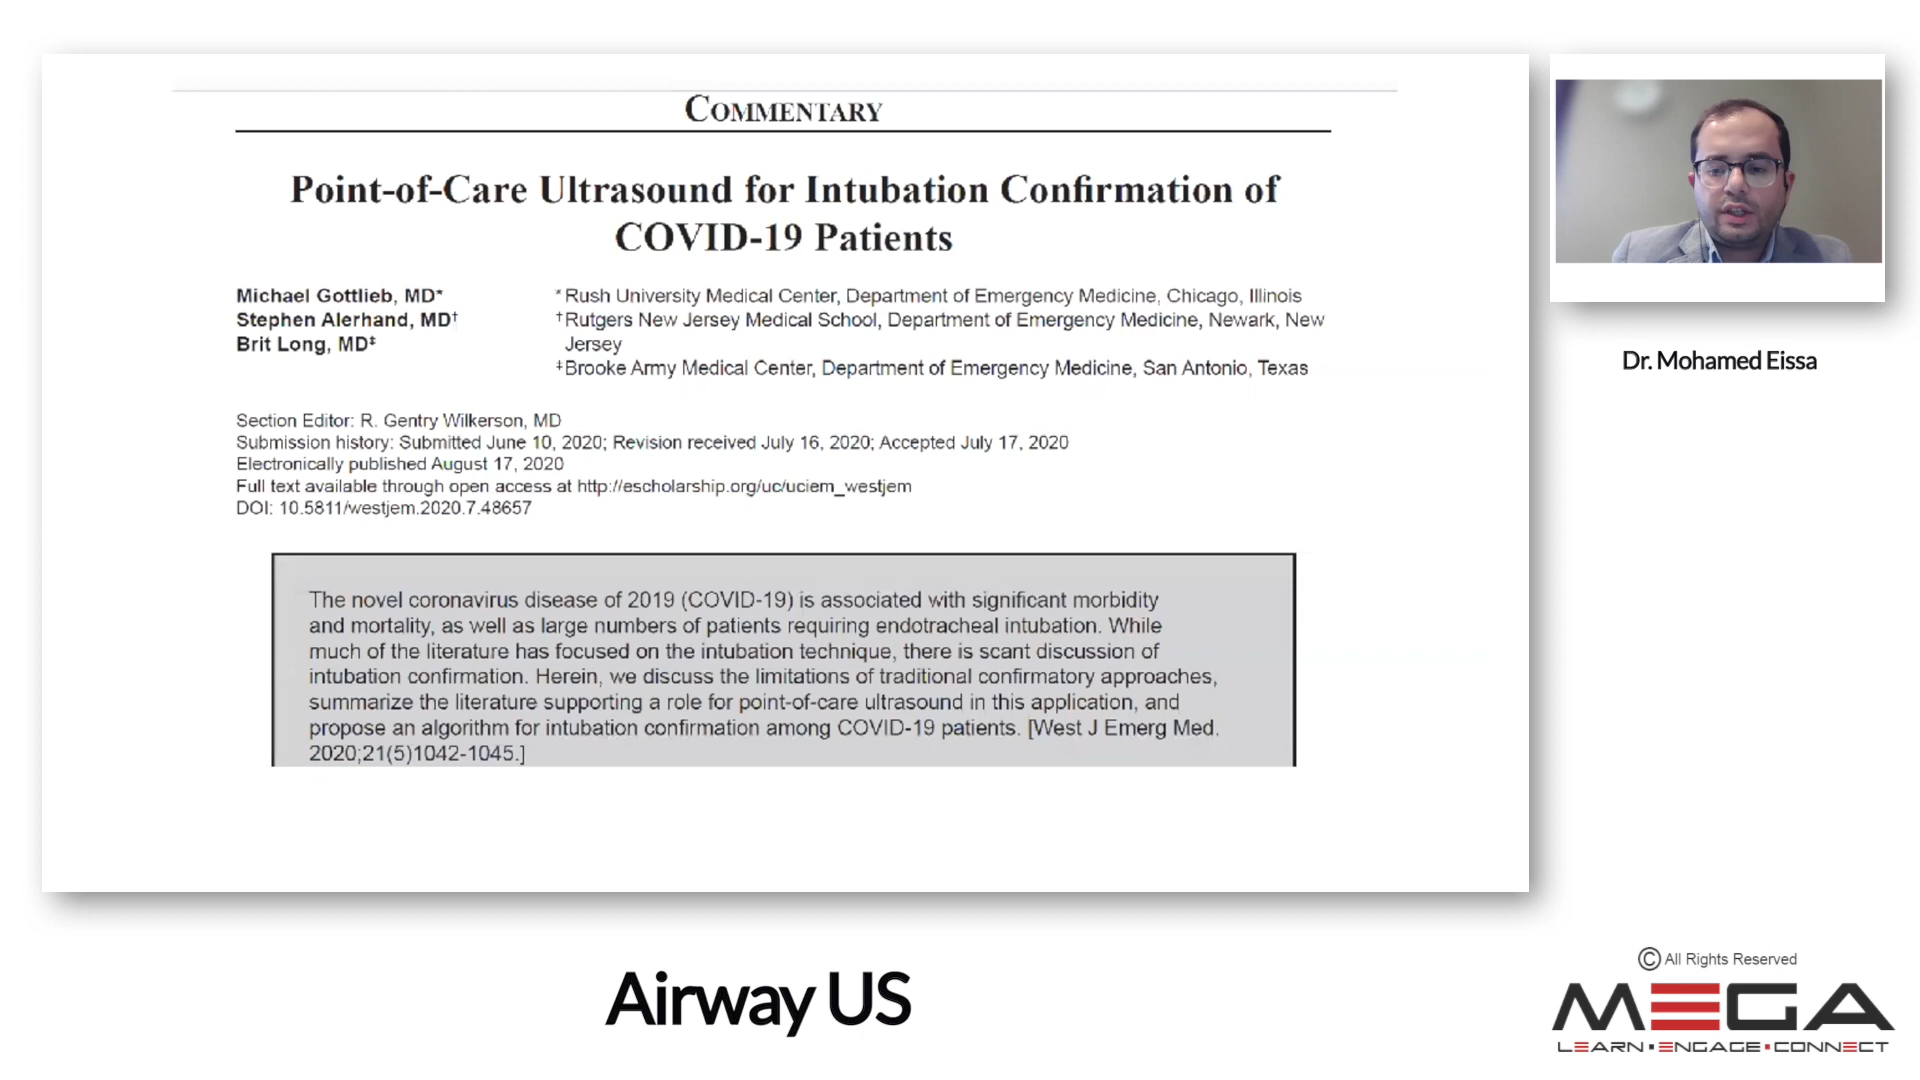 COMMENTARY
Point-of-Care Ultrasound for Intubation Confirmation of
COVID-19 Patients
Michael Gottlieb, MD*
Stephen Alerhand, MD†
Brit Long, MD‡
*Rush University Medical Center, Department of Emergency Medicine, Chicago, Illinois
†Rutgers New Jersey Medical School, Department of Emergency Medicine, Newark, New
Jersey
‡Brooke Army Medical Center, Department of Emergency Medicine, San Antonio, Texas
Section Editor: R. Gentry Wilkerson, MD
Submission history: Submitted June 10, 2020; Revision received July 16, 2020; Accepted July 17, 2020
Electronically published August 17, 2020
Full text available through open access at http://escholarship.org/uc/uciem_westjem
DOI: 10.5811/westjem.2020.7.48657
The novel coronavirus disease of 2019 (COVID-19) is associated with significant morbidity
and mortality, as well as large numbers of patients requiring endotracheal intubation. While
much of the literature has focused on the intubation technique, there is scant discussion of
intubation confirmation. Herein, we discuss the limitations of traditional confirmatory approaches,
summarize the literature supporting a role for point-of-care ultrasound in this application, and
propose an algorithm for intubation confirmation among COVID-19 patients. [West J Emerg Med.
2020;21(5)1042-1045.]
Dr. Mohamed Eissa
Airway US
© All Rights Reserved
MEGA
LEARN • ENGAGE • CONNECT